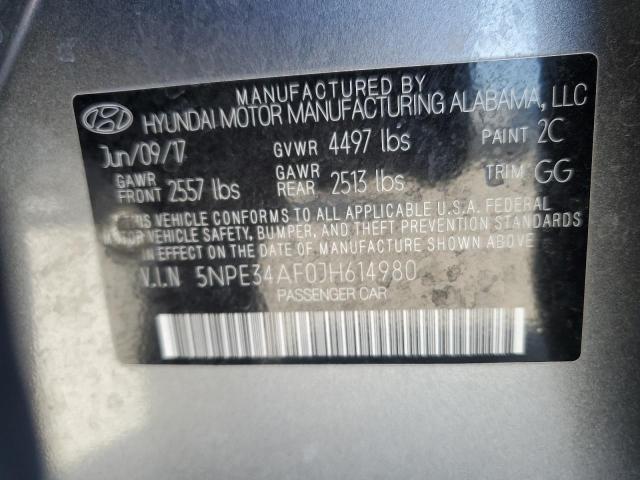 MANUFACTURED BY
HYUNDAI MOTOR MANUFACTURING ALABAMA, LLC
Jun/09/17 GVWR 4497 lbs PAINT 2C
GAWR FRONT 2557 lbs GAWR REAR 2513 lbs TRIM GG
THIS VEHICLE CONFORMS TO ALL APPLICABLE U.S.A. FEDERAL
MOTOR VEHICLE SAFETY, BUMPER, AND THEFT PREVENTION STANDARDS
IN EFFECT ON THE DATE OF MANUFACTURE SHOWN ABOVE.
V.I.N 5NPE34AF0JH614980
PASSENGER CAR